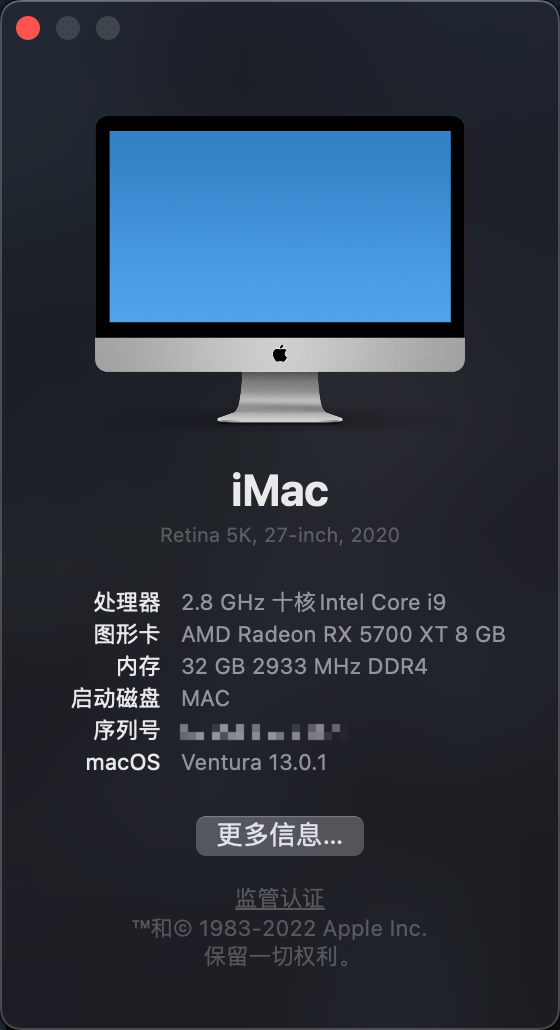 iMac
Retina 5K, 27-inch, 2020
处理器 2.8 GHz 十核Intel Core i9
图形卡 AMD Radeon RX 5700 XT 8 GB
内存 32 GB 2933 MHz DDR4
启动磁盘 MAC
序列号
macOS Ventura 13.0.1
更多信息...
监管认证
™和© 1983-2022 Apple Inc.
保留一切权利。